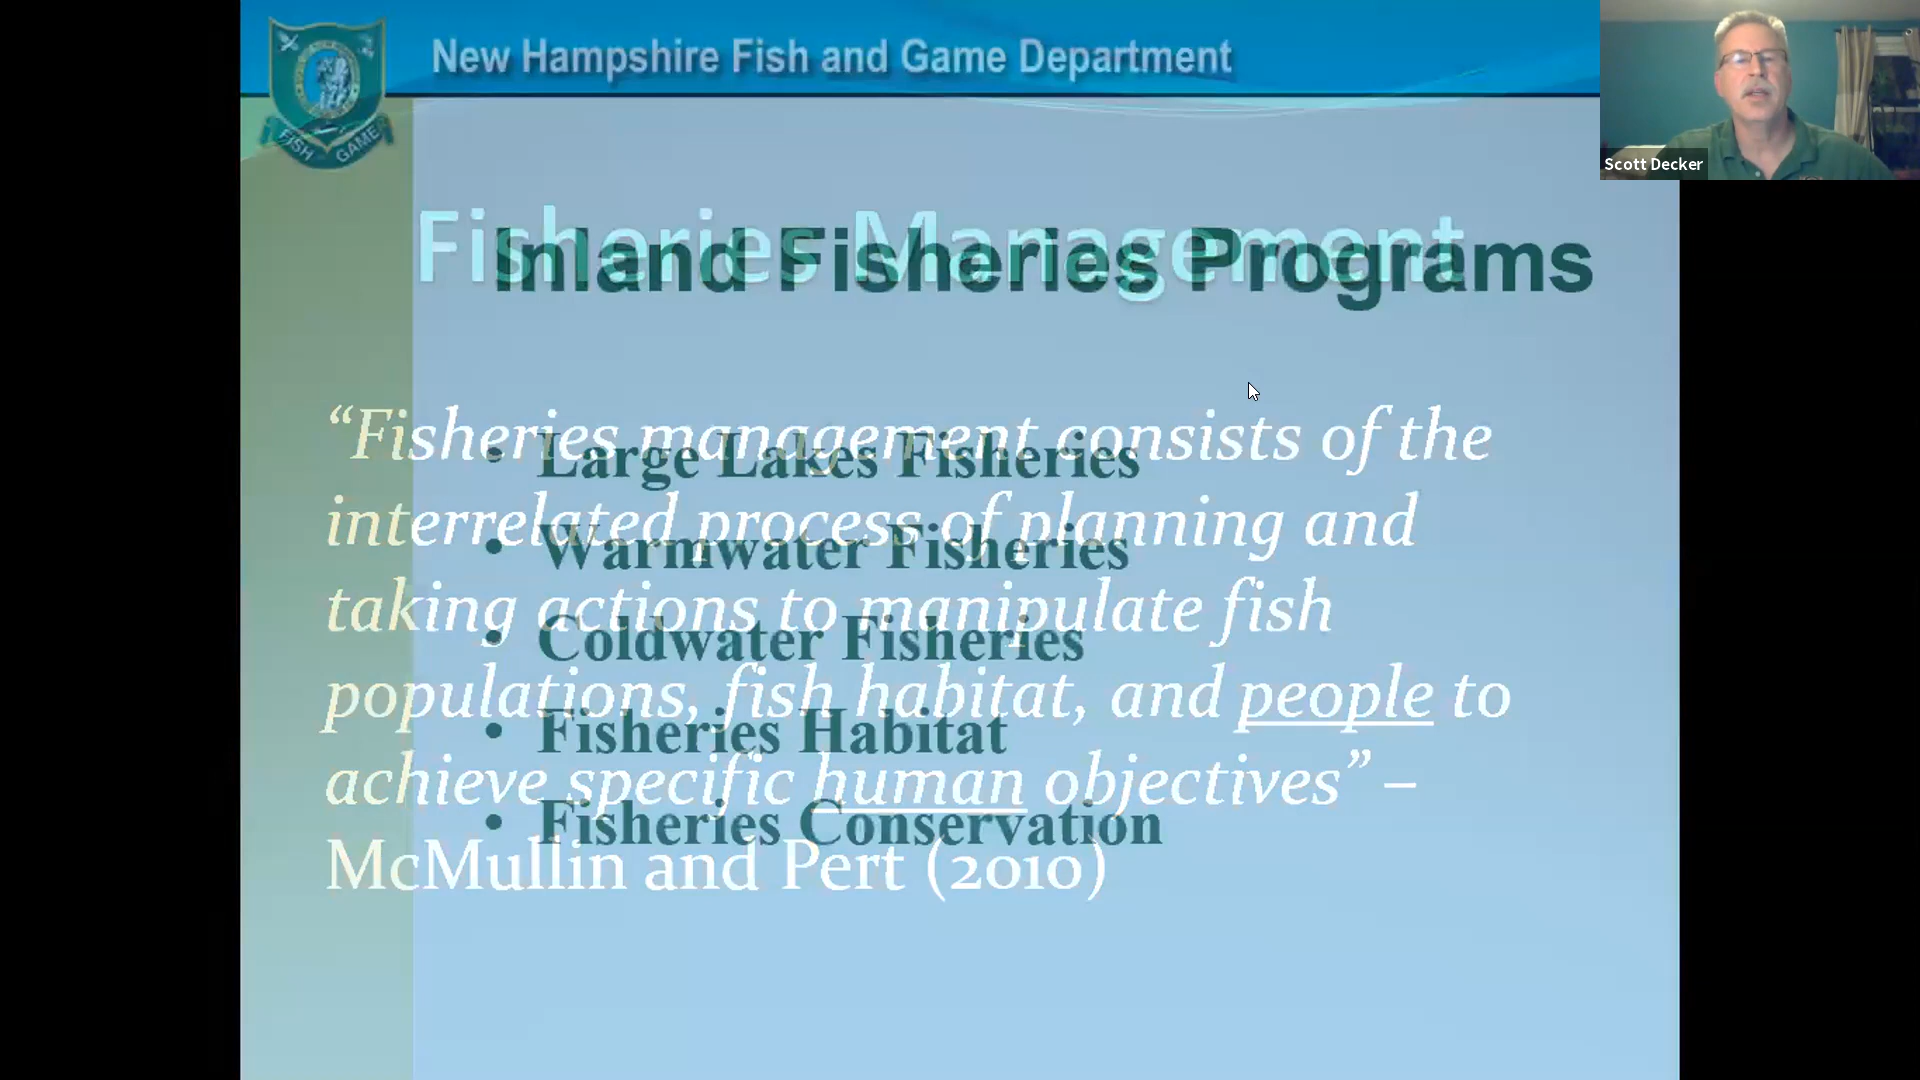 New Hampshire Fish and Game Department
FISH GAME
Scott Decker
Fisheries Management
“Fisheries management consists of the
interrelated process of planning and
taking actions to manipulate fish
populations, fish habitat, and people to
achieve specific human objectives” –
McMullin and Pert (2010)
Inland Fisheries Programs
• Large Lakes Fisheries
• Warmwater Fisheries
• Coldwater Fisheries
• Fisheries Habitat
• Fisheries Conservation